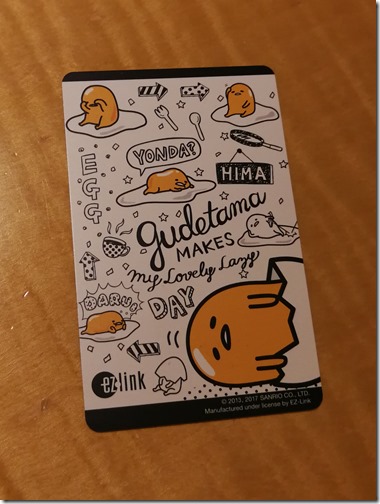 YONDA?
EGG
HIMA
gudetama
MAKES
My Lovely Lazy
DAY
DARU!
ez-link
© 2013, 2017 SANRIO CO., LTD.
Manufactured under license by EZ-Link